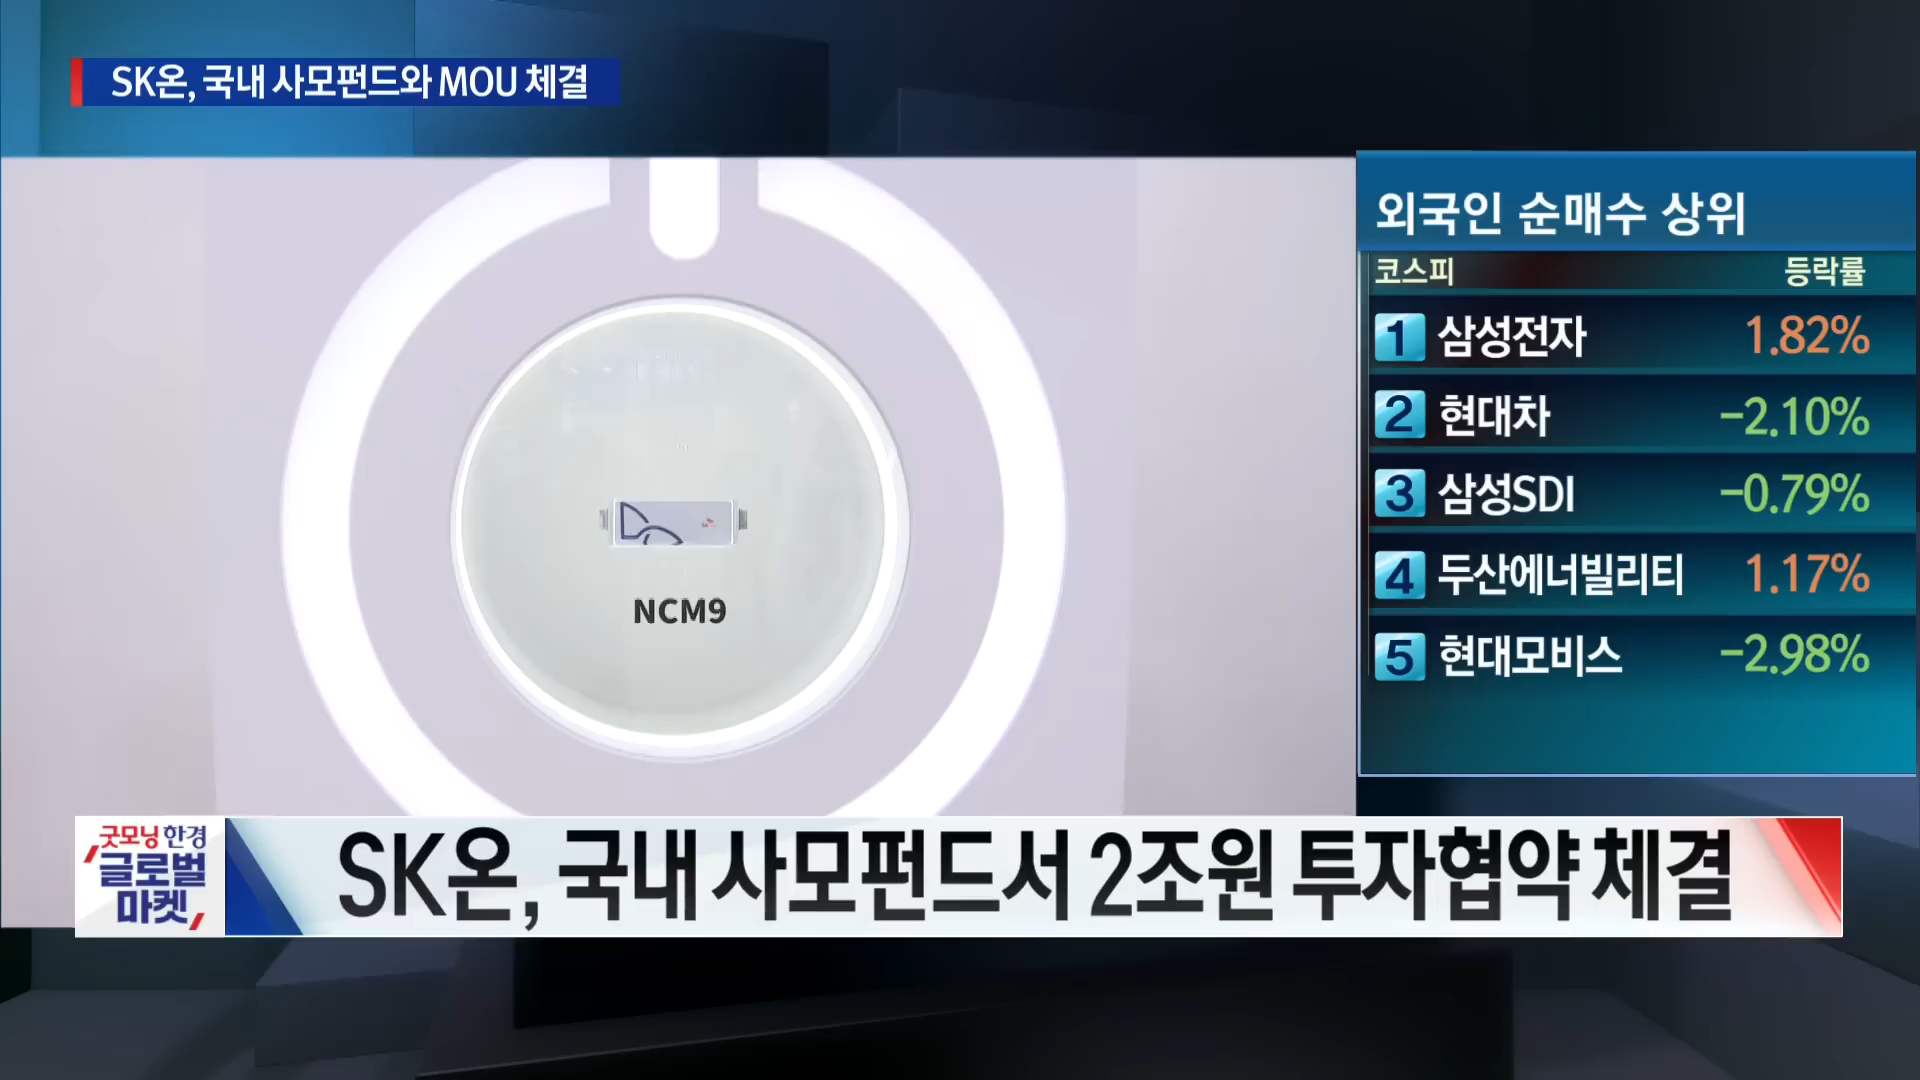 SK온, 국내 사모펀드와 MOU 체결
외국인 순매수 상위
코스피 등락률
1 삼성전자 1.82%
2 현대차 -2.10%
3 삼성SDI -0.79%
4 두산에너빌리티 1.17%
5 현대모비스 -2.98%
NCM9
굿모닝 한경
글로벌
마켓
SK온, 국내 사모펀드서 2조원 투자협약 체결